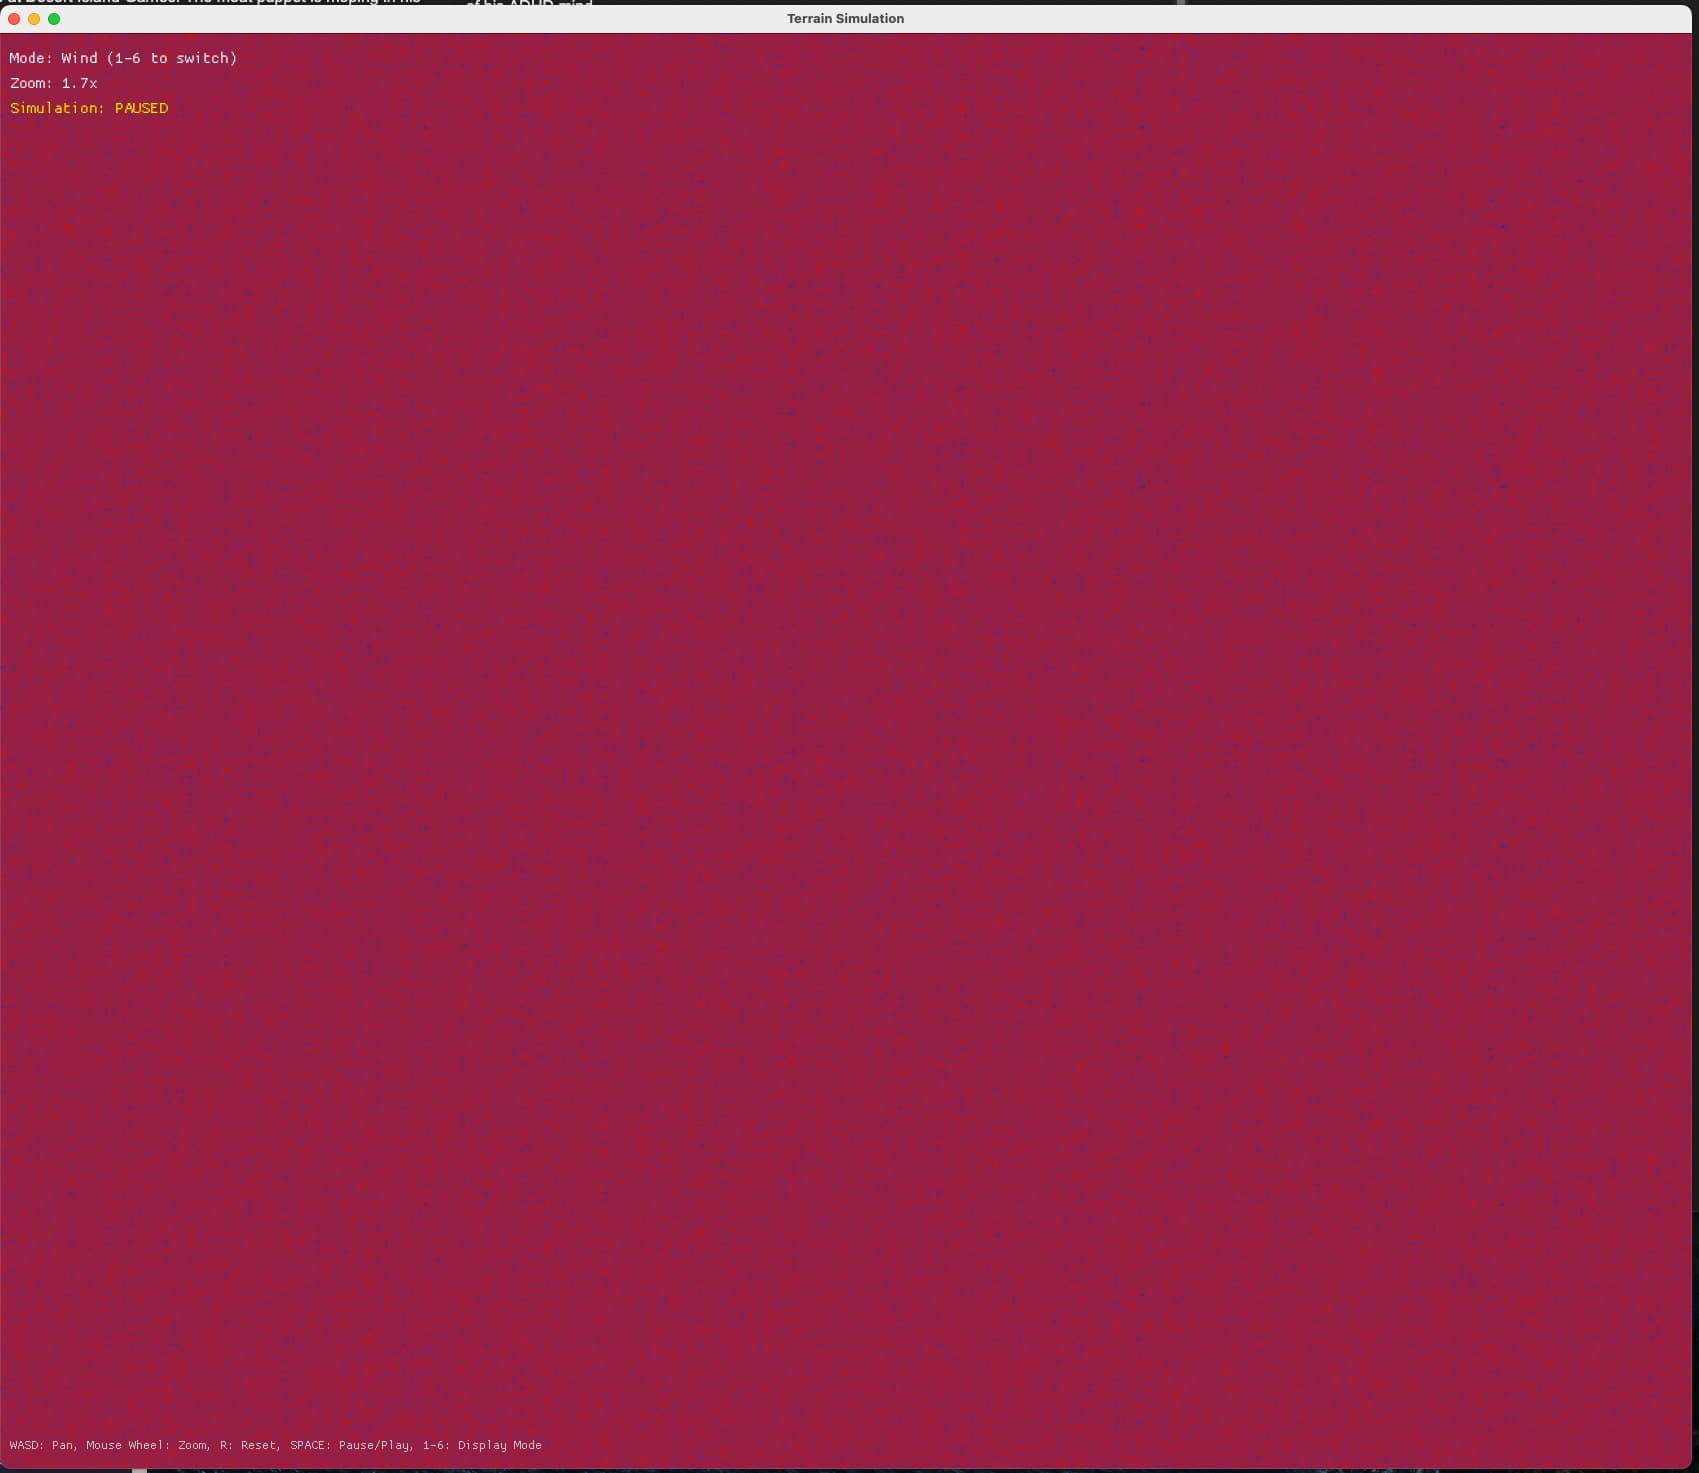 Terrain Simulation
Mode: Wind (1-6 to switch)
Zoom: 1.7x
Simulation: PAUSED
WASD: Pan, Mouse Wheel: Zoom, R: Reset, SPACE: Pause/Play, 1-6: Display Mode